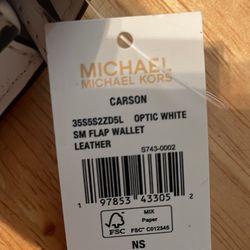 MICHAEL
MICHAEL KORS
CARSON
35S5S2ZD5L OPTIC WHITE
SM FLAP WALLET
LEATHER
S743-0002
1 97853 43305 2
FSC
MIX
Paper
FSC® C012345
NS